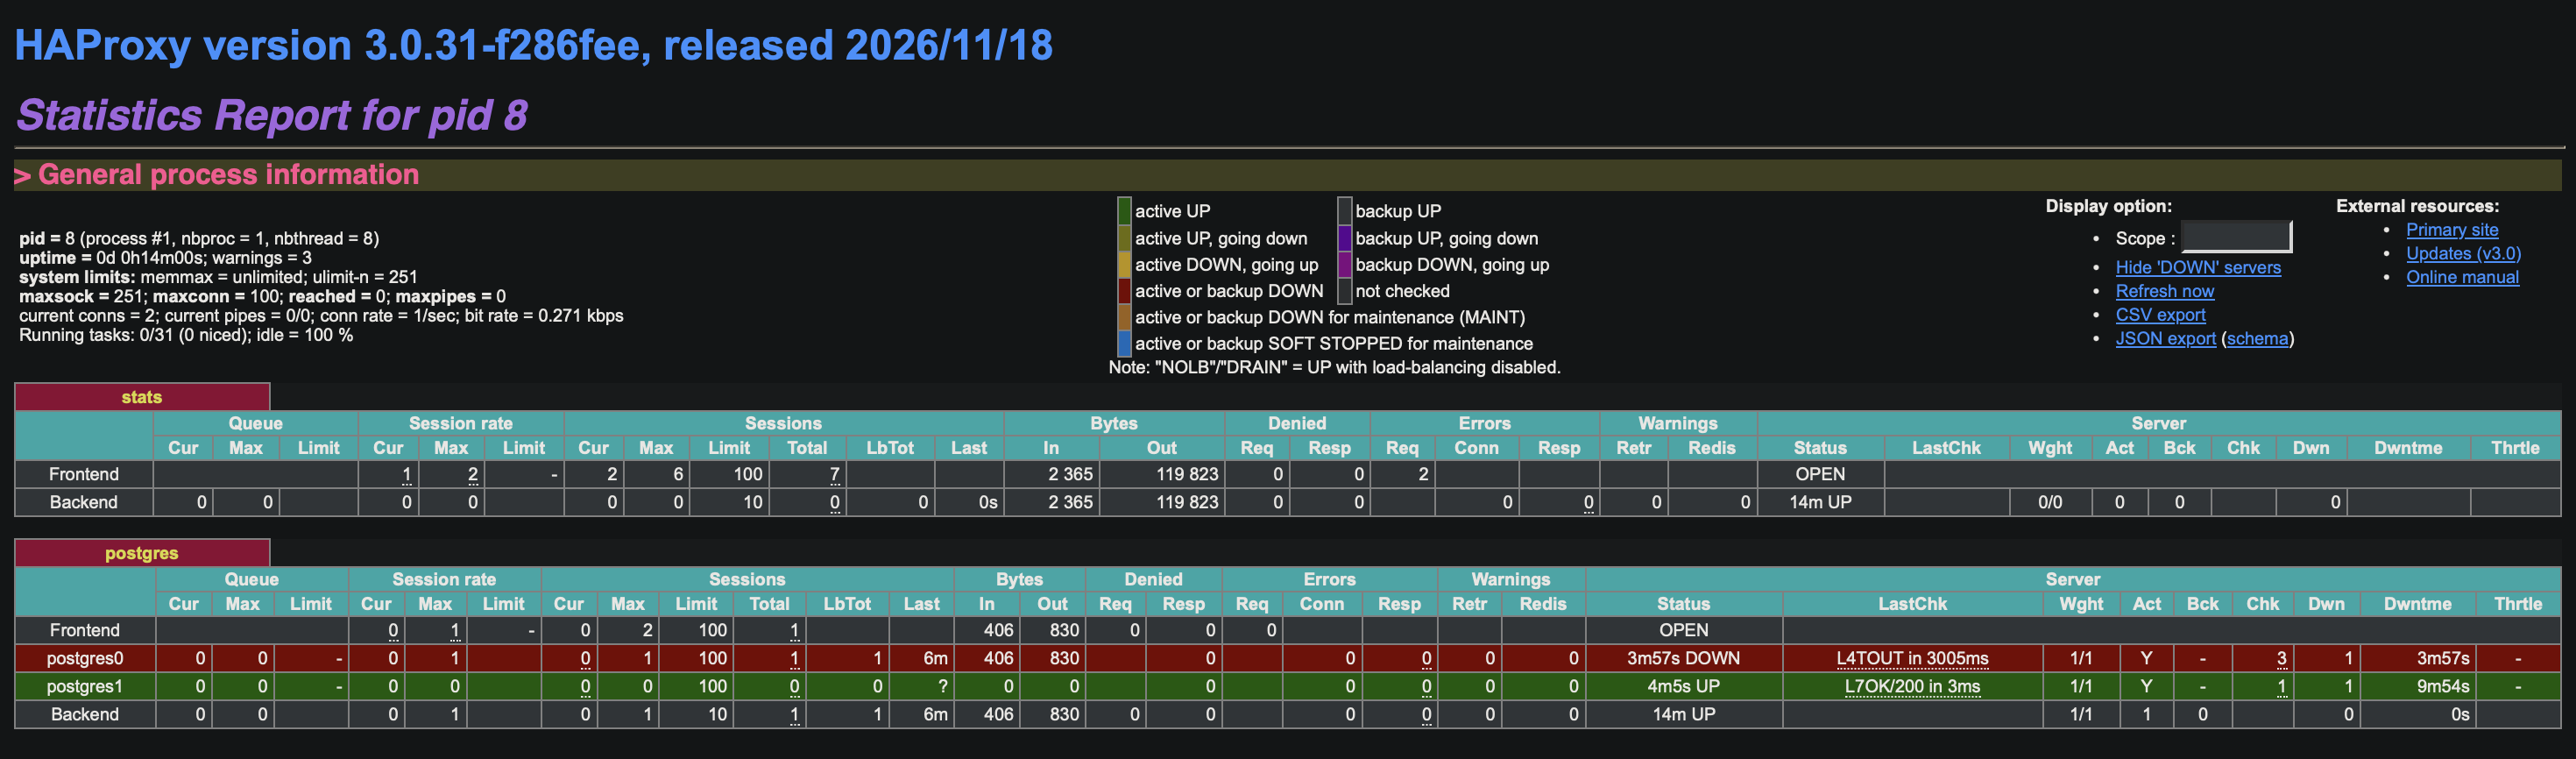 HAProxy version 3.0.31-f286fee, released 2026/11/18
Statistics Report for pid 8
> General process information
pid = 8 (process #1, nbproc = 1, nbthread = 8)
uptime = 0d 0h14m00s; warnings = 3
system limits: memmax = unlimited; ulimit-n = 251
maxsock = 251; maxconn = 100; reached = 0; maxpipes = 0
current conns = 2; current pipes = 0/0; conn rate = 1/sec; bit rate = 0.271 kbps
Running tasks: 0/31 (0 niced); idle = 100 %
active UP backup UP
active UP, going down backup UP, going down
active DOWN, going up backup DOWN, going up
active or backup DOWN not checked
active or backup DOWN for maintenance (MAINT)
active or backup SOFT STOPPED for maintenance
Note: "NOLB"/"DRAIN" = UP with load-balancing disabled.
Display option:
• Scope :
• Hide 'DOWN' servers
• Refresh now
• CSV export
• JSON export (schema)
External resources:
• Primary site
• Updates (v3.0)
• Online manual
stats
Queue Session rate Sessions Bytes Denied Errors Warnings Server
Cur Max Limit Cur Max Limit Cur Max Limit Total LbTot Last In Out Req Resp Req Conn Resp Retr Redis Status LastChk Wght Act Bck Chk Dwn Dwntme Thrtle
Frontend 1 2 - 2 6 100 7 2 365 119 823 0 0 2 OPEN
Backend 0 0 0 0 0 0 10 0 0 0s 2 365 119 823 0 0 0 0 0 0 14m UP 0/0 0 0 0
postgres
Queue Session rate Sessions Bytes Denied Errors Warnings Server
Cur Max Limit Cur Max Limit Cur Max Limit Total LbTot Last In Out Req Resp Req Conn Resp Retr Redis Status LastChk Wght Act Bck Chk Dwn Dwntme Thrtle
Frontend 0 1 - 0 2 100 1 406 830 0 0 0 OPEN
postgres0 0 0 - 0 1 0 1 100 1 1 6m 406 830 0 0 0 0 0 3m57s DOWN L4TOUT in 3005ms 1/1 Y - 3 1 3m57s -
postgres1 0 0 - 0 0 0 0 100 0 0 ? 0 0 0 0 0 0 0 4m5s UP L7OK/200 in 3ms 1/1 Y - 1 1 9m54s -
Backend 0 0 0 1 0 1 10 1 1 6m 406 830 0 0 0 0 0 0 14m UP 1/1 1 0 0 0s